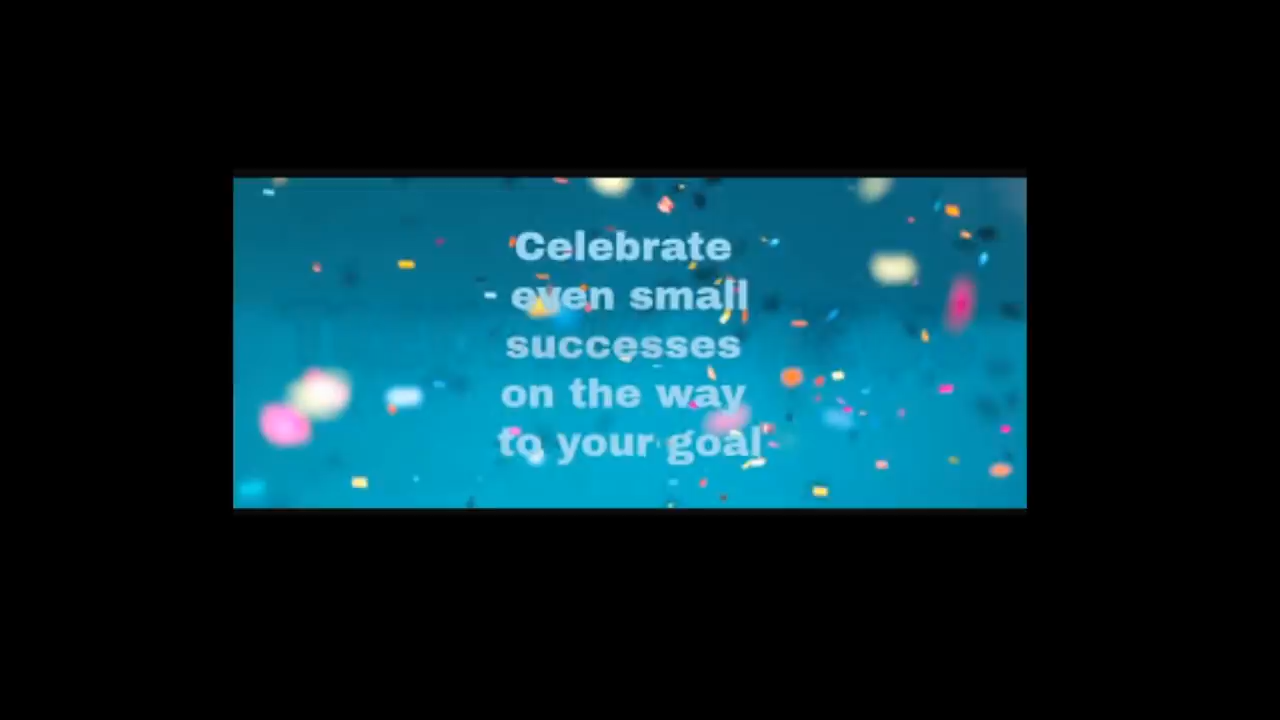 Celebrate
- even small
successes
on the way
to your goal